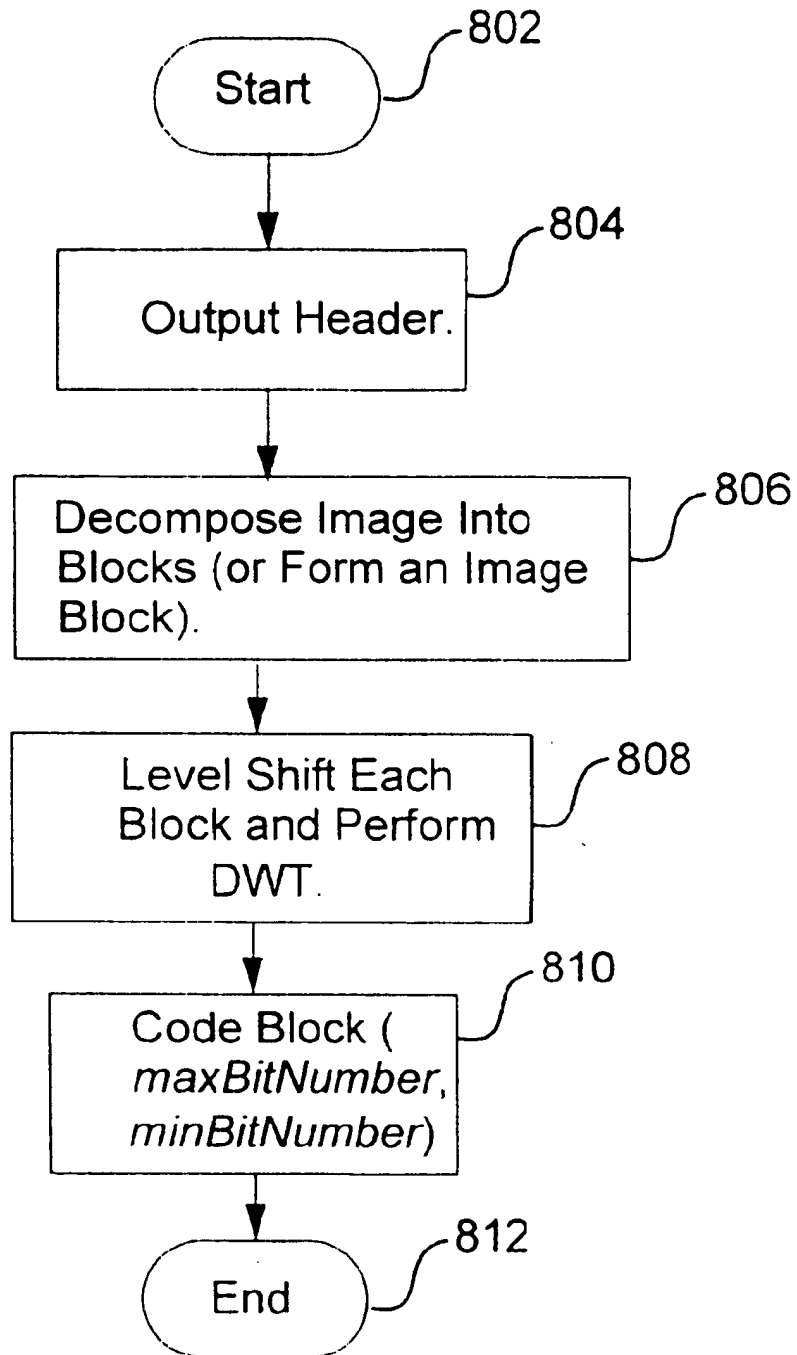 802
Start
804
Output Header.
806
Decompose Image Into
Blocks (or Form an Image
Block).
808
Level Shift Each
Block and Perform
DWT.
810
Code Block (
maxBitNumber,
minBitNumber)
812
End